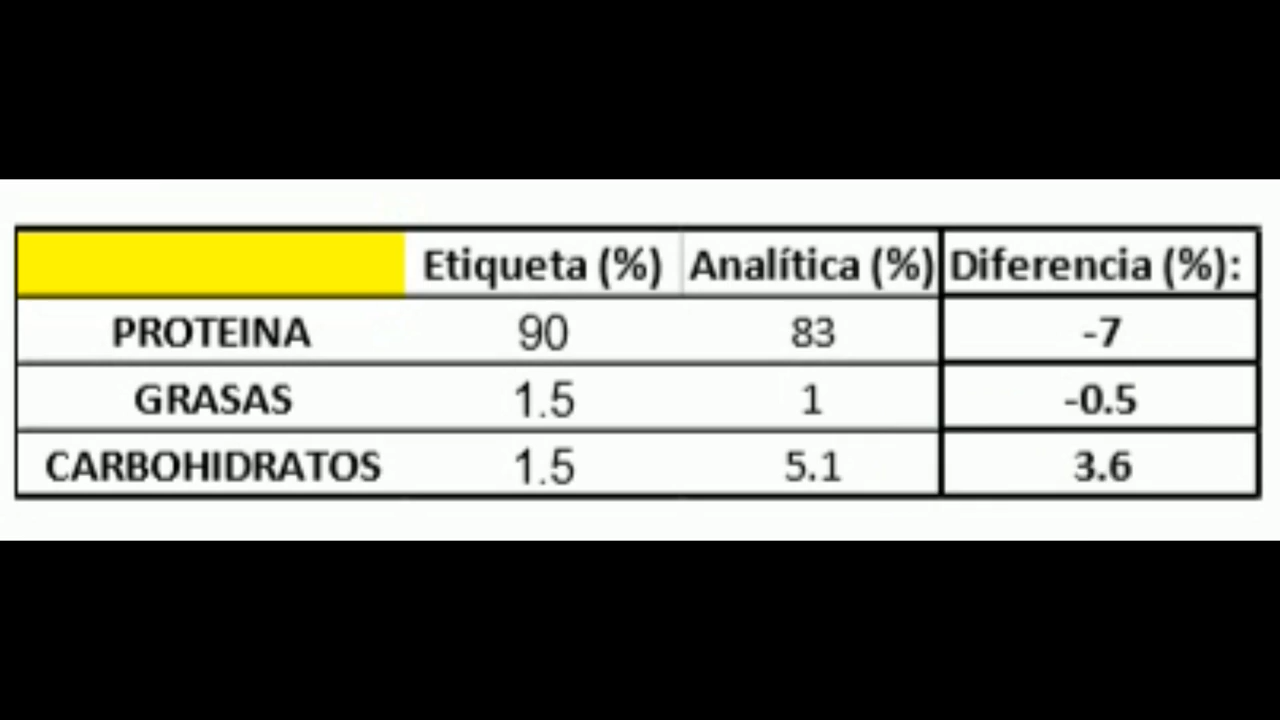 Etiqueta (%) Analítica (%) Diferencia (%):
PROTEINA 90 83 -7
GRASAS 1.5 1 -0.5
CARBOHIDRATOS 1.5 5.1 3.6